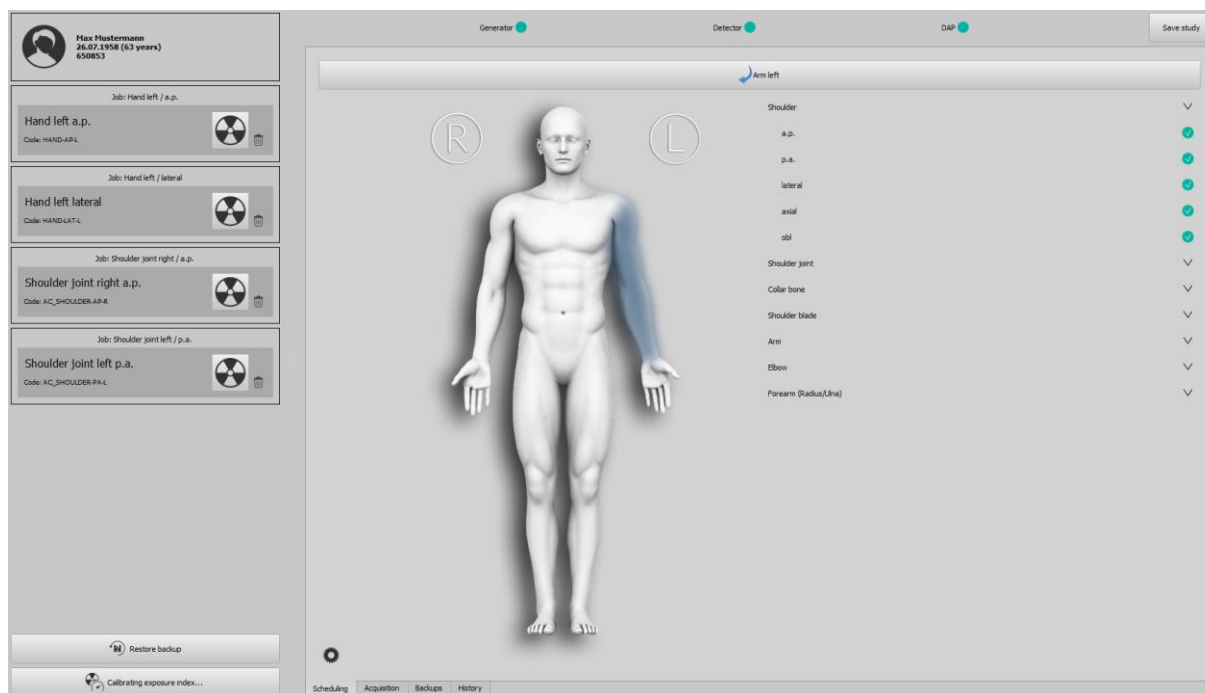 Max Mustermann
26.07.1958 (63 years)
650853
Job: Hand left / a.p.
Hand left a.p.
Code: HAND-AP-L
Job: Hand left / lateral
Hand left lateral
Code: HAND-LAT-L
Job: Shoulder joint right / a.p.
Shoulder joint right a.p.
Code: AC_SHOULDER-AP-R
Job: Shoulder joint left / p.a.
Shoulder joint left p.a.
Code: AC_SHOULDER-PA-L
Restore backup
Calibrating exposure index...
Generator
Detector
DAP
Save study
Arm left
R
L
Shoulder
a.p.
p.a.
lateral
axial
obl
Shoulder joint
Collar bone
Shoulder blade
Arm
Elbow
Forearm (Radius/Ulna)
Scheduling
Acquisition
Backups
History